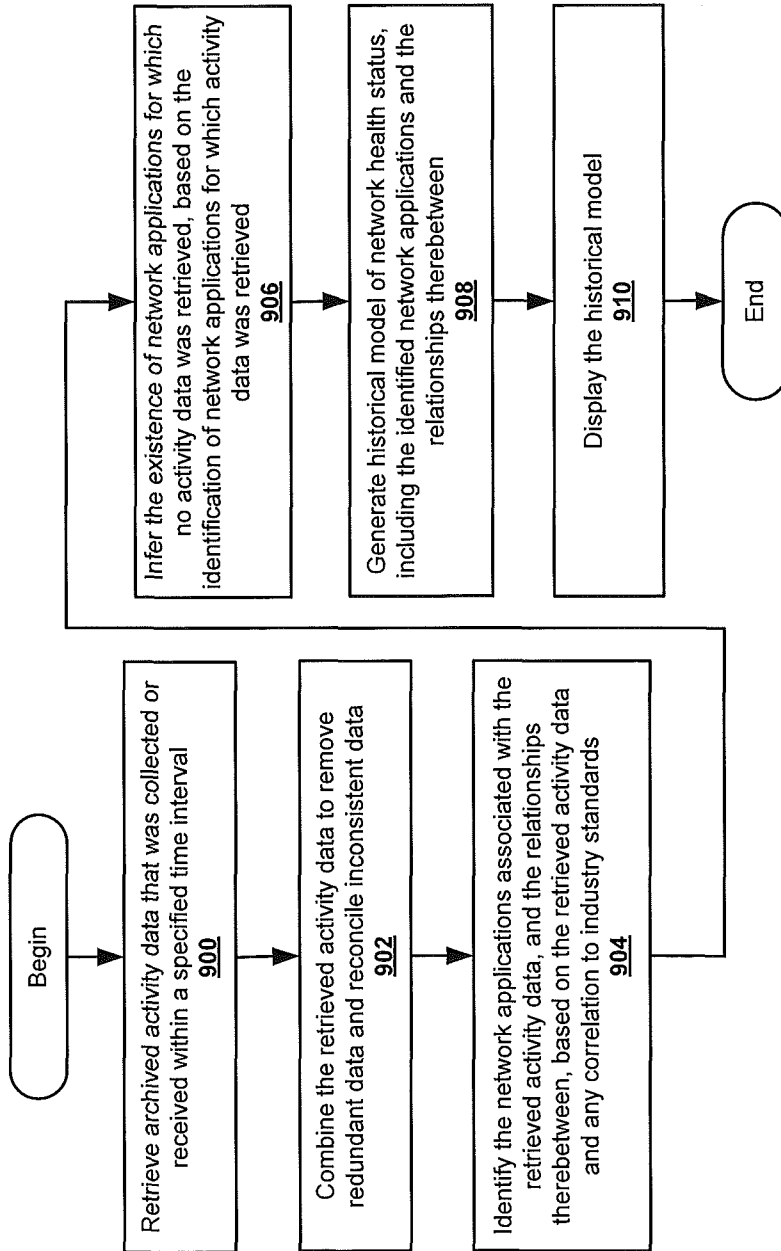 Begin
Retrieve archived activity data that was collected or
received within a specified time interval
900
Combine the retrieved activity data to remove
redundant data and reconcile inconsistent data
902
Identify the network applications associated with the
retrieved activity data, and the relationships
therebetween, based on the retrieved activity data
and any correlation to industry standards
904
Infer the existence of network applications for which
no activity data was retrieved, based on the
identification of network applications for which activity
data was retrieved
906
Generate historical model of network health status,
including the identified network applications and the
relationships therebetween
908
Display the historical model
910
End